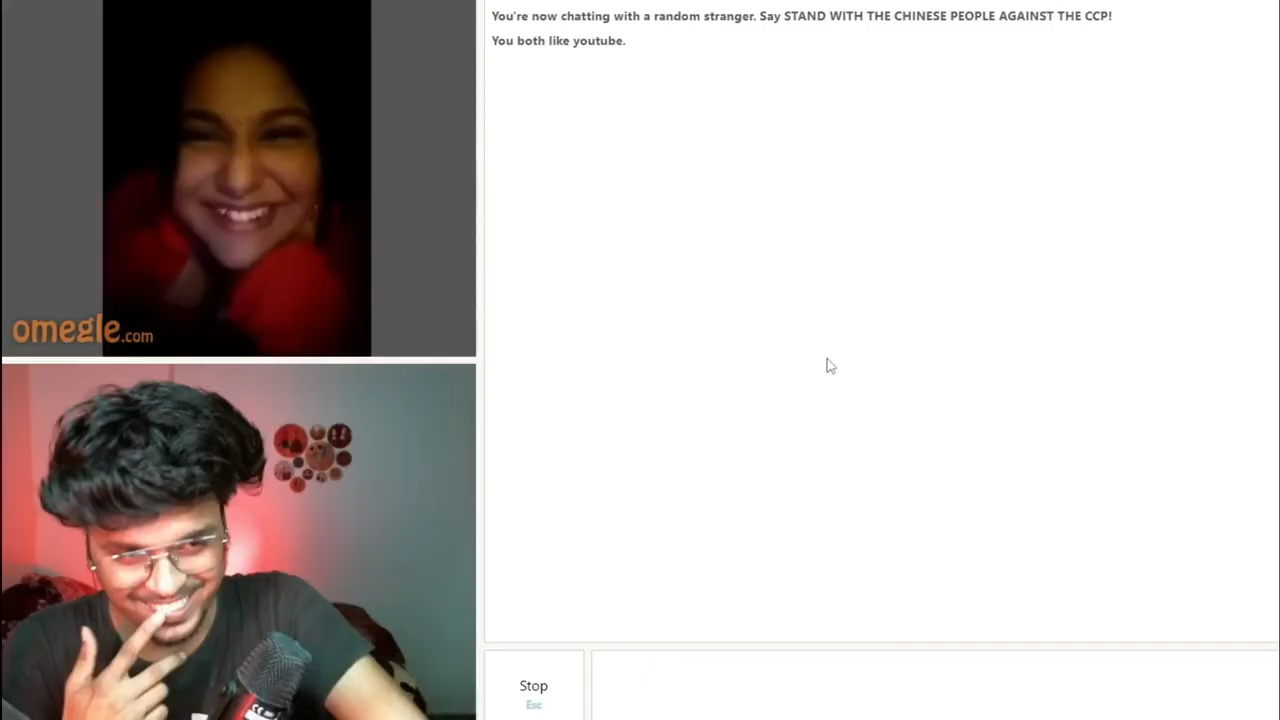 You're now chatting with a random stranger. Say STAND WITH THE CHINESE PEOPLE AGAINST THE CCP!
You both like youtube.
omegle.com
Stop
Esc